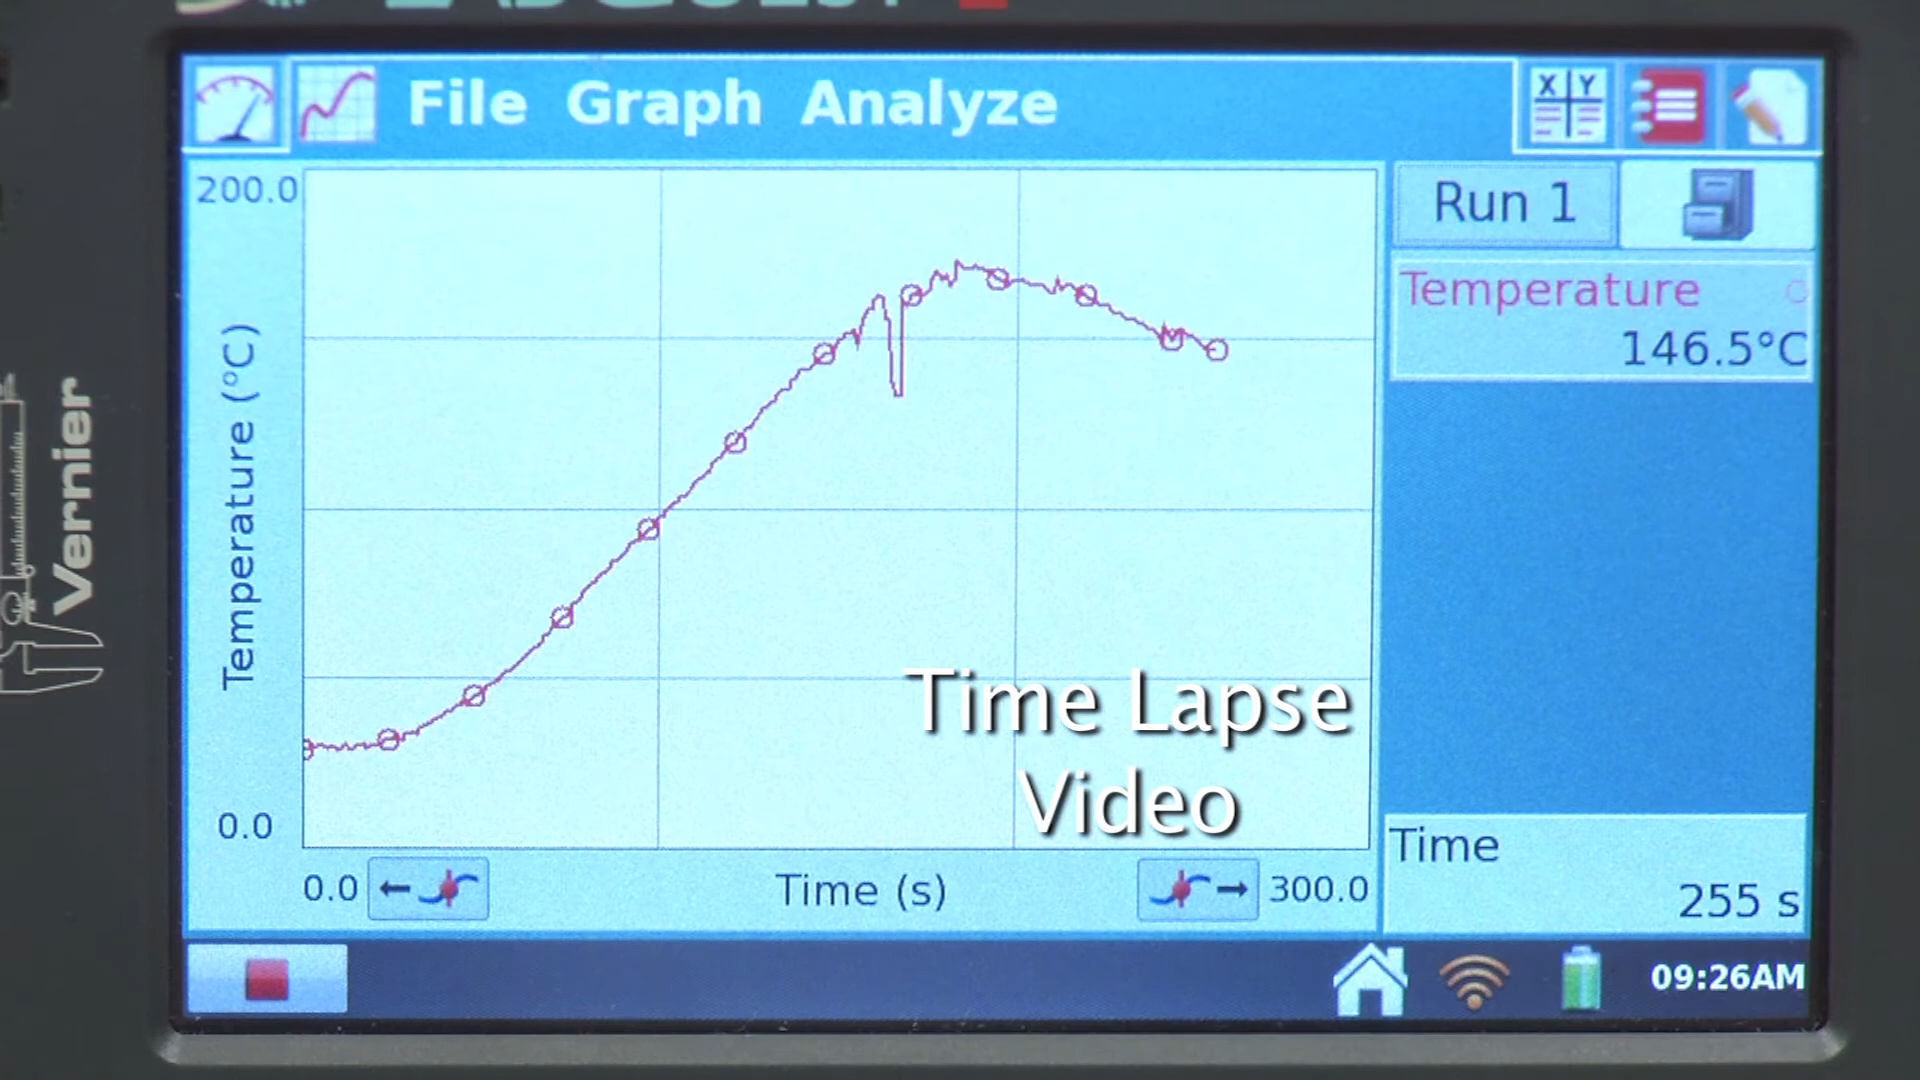 File Graph Analyze
X Y
200.0
Run 1
Temperature
146.5°C
Temperature (°C)
Vernier
Time Lapse
Video
0.0
0.0
Time (s)
300.0
Time
255 s
09:26AM